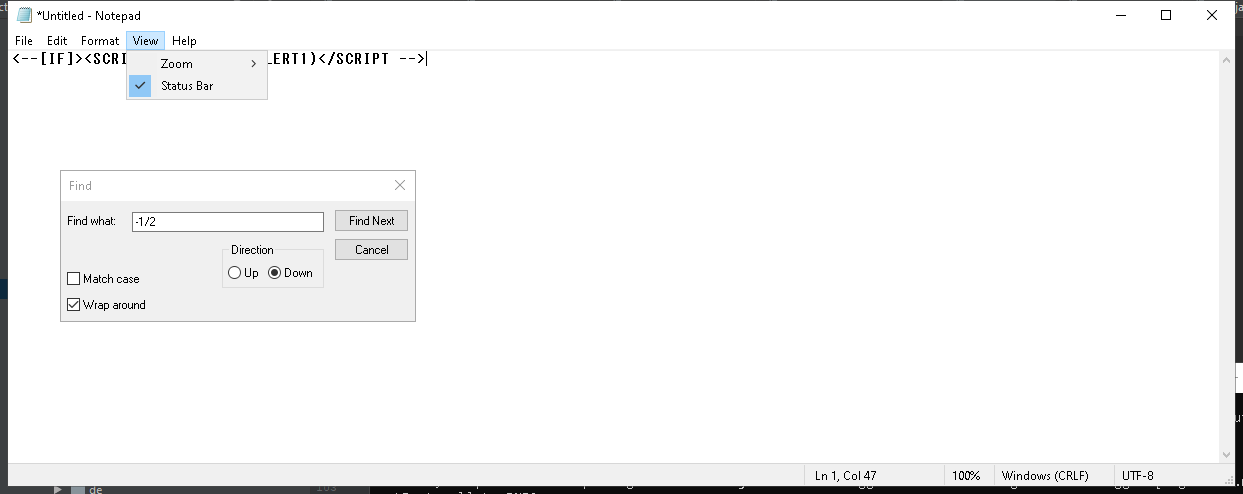 *Untitled - Notepad
File Edit Format View Help
<--[IF]><SCRI LERT1)</SCRIPT -->
Zoom
Status Bar
Find
Find what: -1/2 Find Next
Cancel
Direction
Up Down
Match case
Wrap around
Ln 1, Col 47 100% Windows (CRLF) UTF-8
de